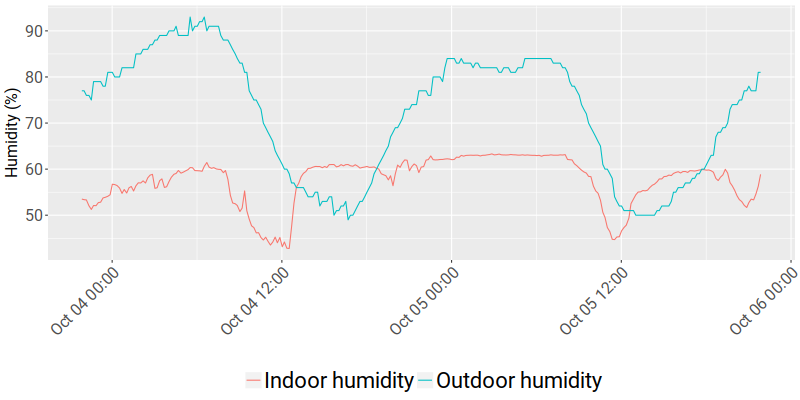 Humidity (%)
90
80
70
60
50
Oct 04 00:00
Oct 04 12:00
Oct 05 00:00
Oct 05 12:00
Oct 06 00:00
Indoor humidity
Outdoor humidity